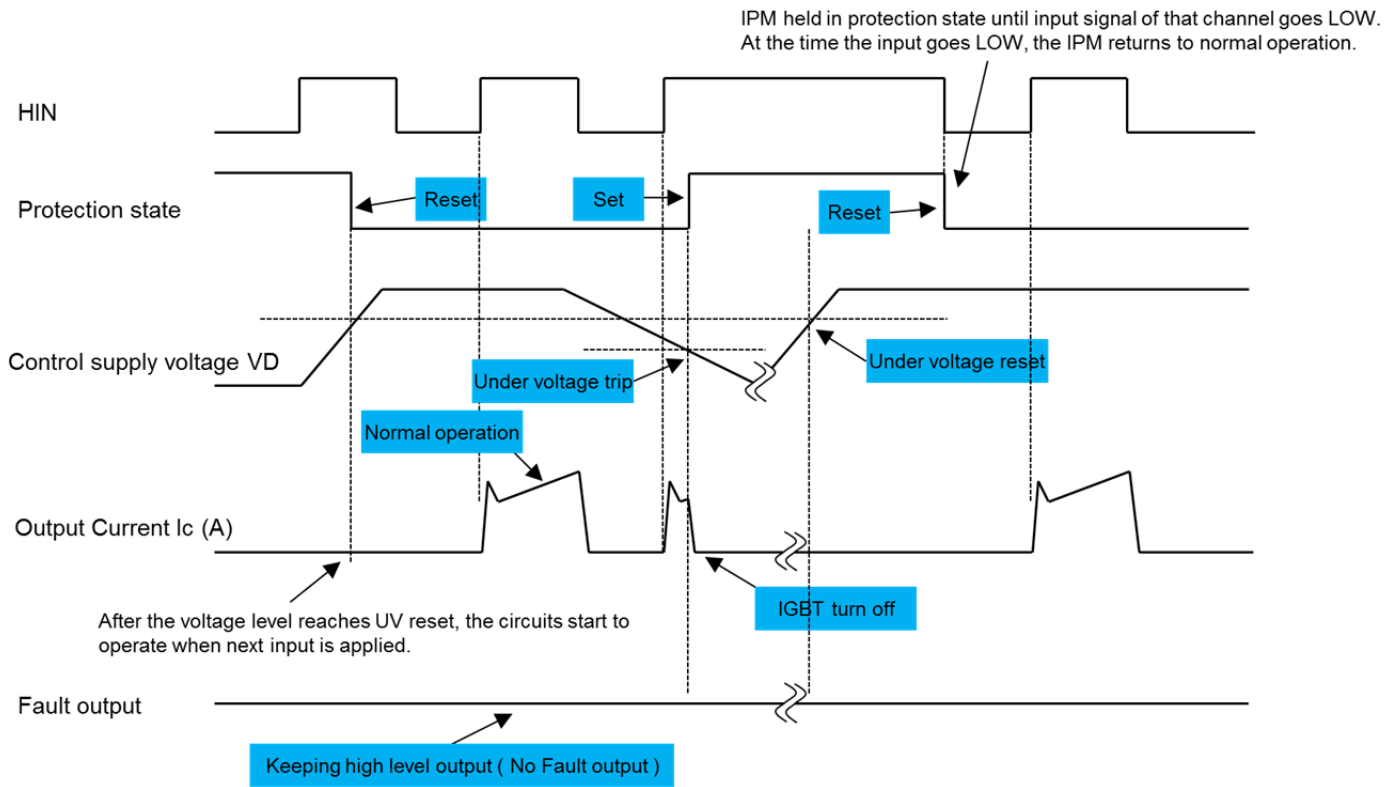 IPM held in protection state until input signal of that channel goes LOW.
At the time the input goes LOW, the IPM returns to normal operation.
HIN
Protection state
Reset
Set
Reset
Control supply voltage VD
Under voltage trip
Under voltage reset
Normal operation
Output Current Ic (A)
IGBT turn off
After the voltage level reaches UV reset, the circuits start to
operate when next input is applied.
Fault output
Keeping high level output ( No Fault output )